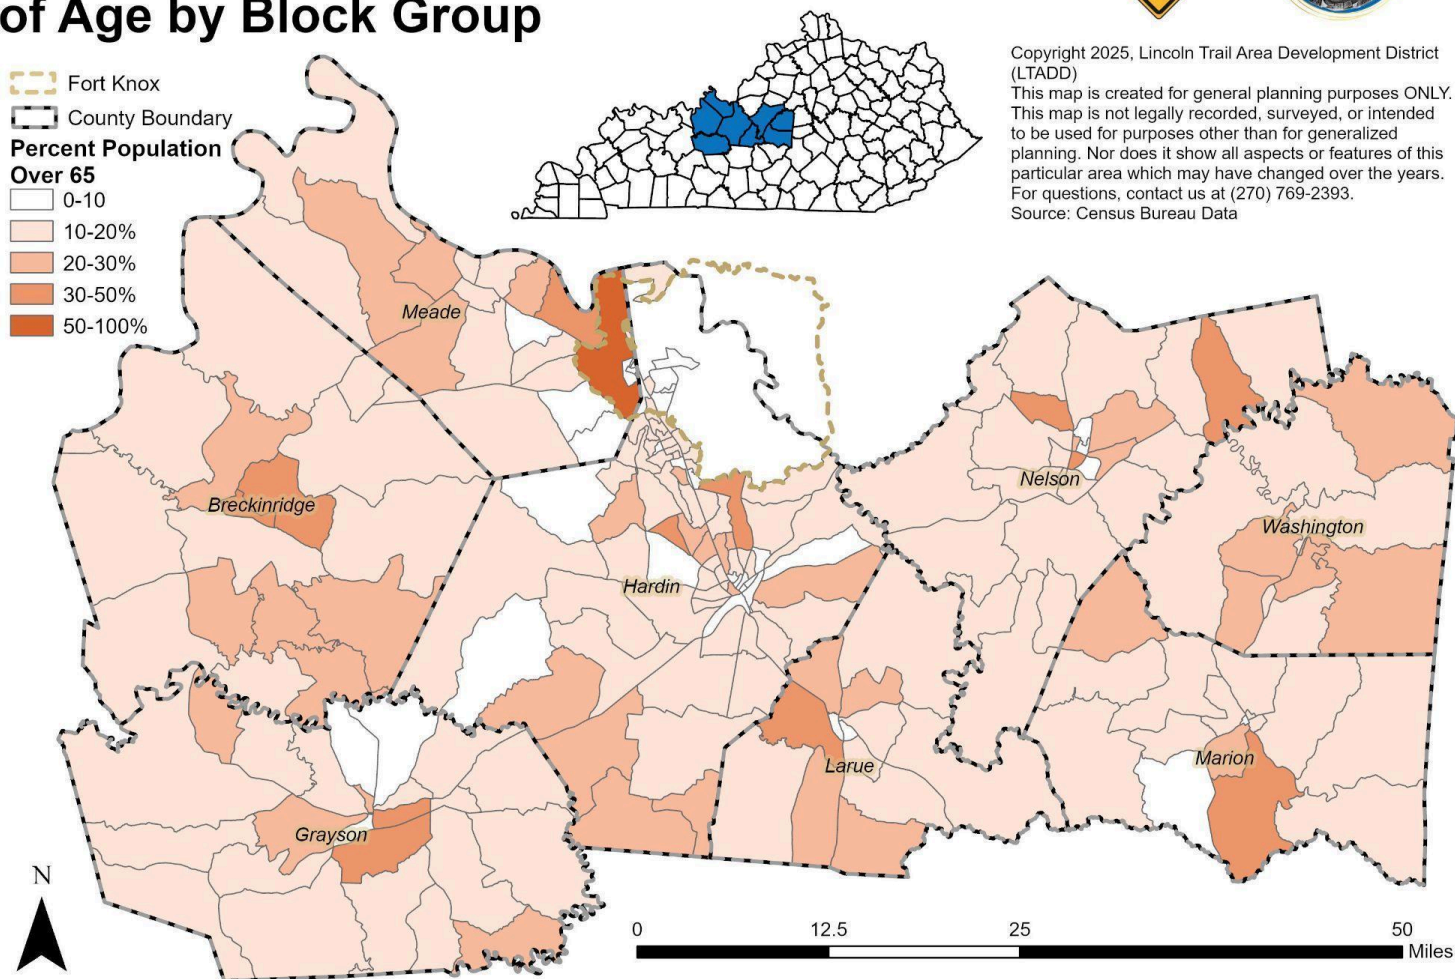 of Age by Block Group
Fort Knox
County Boundary
Percent Population
Over 65
0-10
10-20%
20-30%
30-50%
50-100%
Copyright 2025, Lincoln Trail Area Development District
(LTADD)
This map is created for general planning purposes ONLY.
This map is not legally recorded, surveyed, or intended
to be used for purposes other than for generalized
planning. Nor does it show all aspects or features of this
particular area which may have changed over the years.
For questions, contact us at (270) 769-2393.
Source: Census Bureau Data
Meade
Breckinridge
Nelson
Washington
Hardin
Larue
Marion
Grayson
N
0
12.5
25
50
Miles